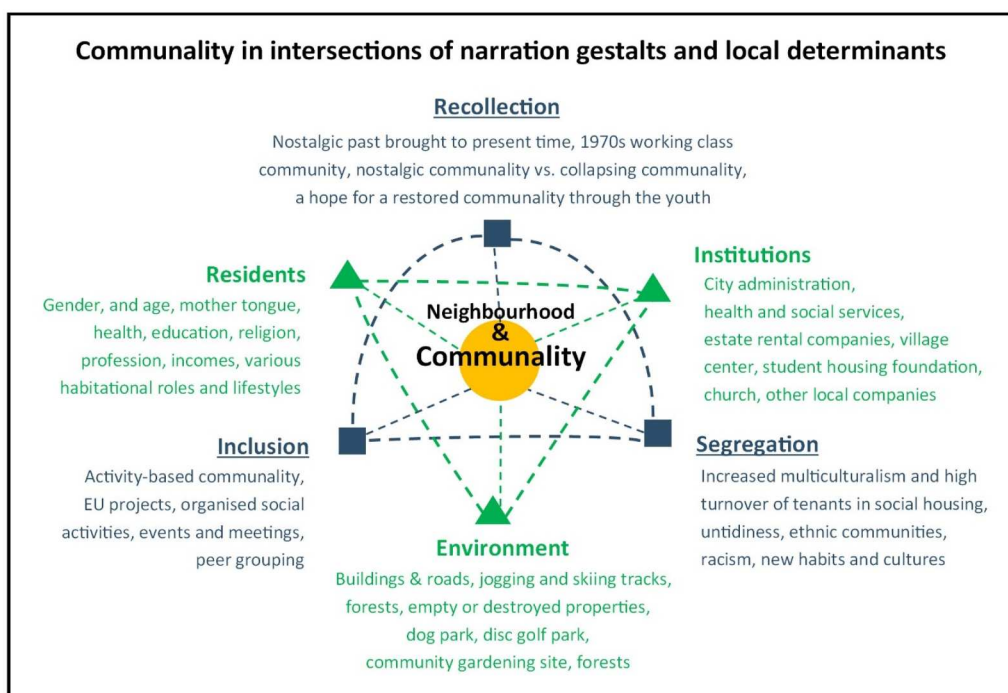 Communality in intersections of narration gestalts and local determinants
Recollection
Nostalgic past brought to present time, 1970s working class
community, nostalgic communality vs. collapsing communality,
a hope for a restored communality through the youth
Residents
Gender, and age, mother tongue,
health, education, religion,
profession, incomes, various
habitational roles and lifestyles
Institutions
City administration,
health and social services,
estate rental companies, village
center, student housing foundation,
church, other local companies
Neighbourhood
&
Communality
Inclusion
Activity-based communality,
EU projects, organised social
activities, events and meetings,
peer grouping
Segregation
Increased multiculturalism and high
turnover of tenants in social housing,
untidiness, ethnic communities,
racism, new habits and cultures
Environment
Buildings & roads, jogging and skiing tracks,
forests, empty or destroyed properties,
dog park, disc golf park,
community gardening site, forests